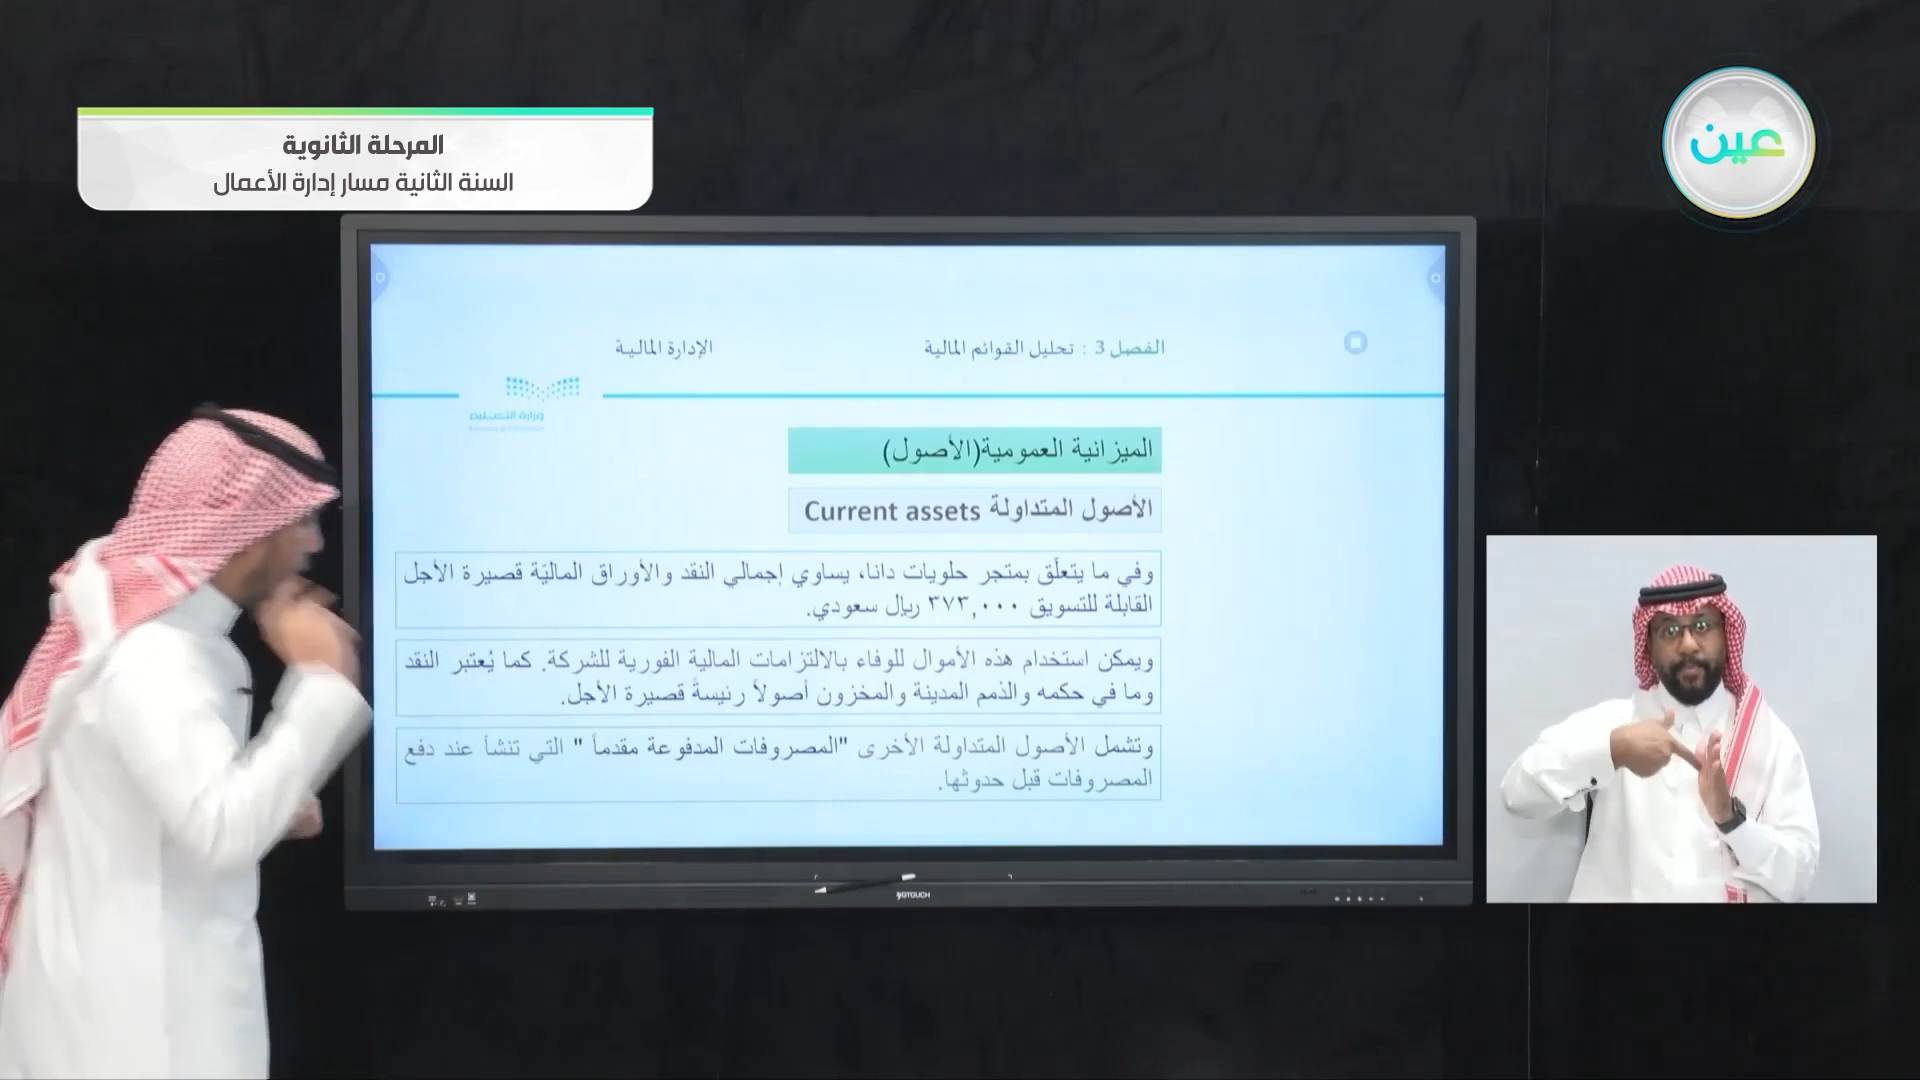 المرحلة الثانوية
السنة الثانية مسار إدارة الأعمال
عين
الفصل 3 : تحليل القوائم المالية
الإدارة المالية
وزارة التعليم
Ministry of Education
الميزانية العمومية(الأصول)
الأصول المتداولة Current assets
وفي ما يتعلّق بمتجر حلويات دانا، يساوي إجمالي النقد والأوراق الماليّة قصيرة الأجل
القابلة للتسويق ٣٧٣,٠٠٠ ريال سعودي.
ويمكن استخدام هذه الأموال للوفاء بالالتزامات المالية الفورية للشركة. كما يُعتبر النقد
وما في حكمه والذمم المدينة والمخزون أصولاً رئيسةً قصيرة الأجل.
وتشمل الأصول المتداولة الأخرى "المصروفات المدفوعة مقدماً " التي تنشأ عند دفع
المصروفات قبل حدوثها.